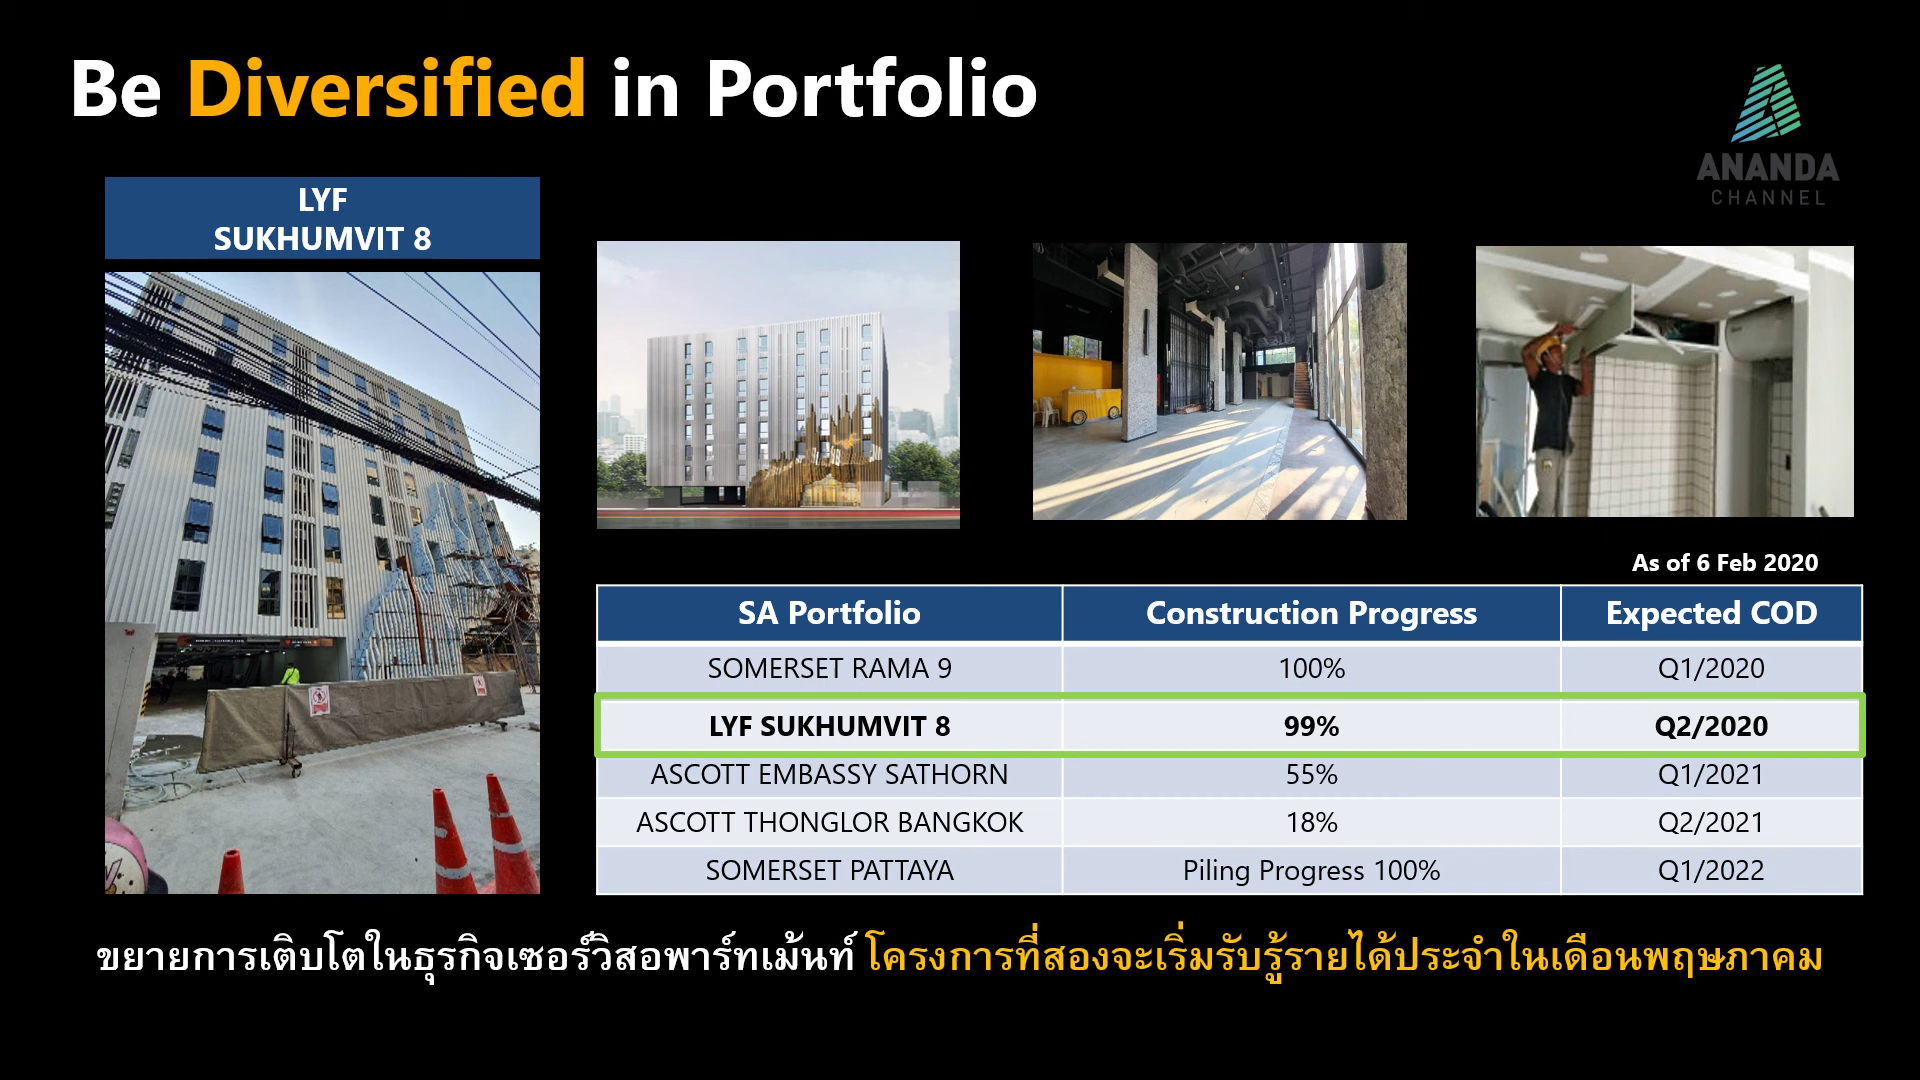 Be Diversified in Portfolio
ANANDA
CHANNEL
LYF
SUKHUMVIT 8
As of 6 Feb 2020
SA Portfolio Construction Progress Expected COD
SOMERSET RAMA 9 100% Q1/2020
LYF SUKHUMVIT 8 99% Q2/2020
ASCOTT EMBASSY SATHORN 55% Q1/2021
ASCOTT THONGLOR BANGKOK 18% Q2/2021
SOMERSET PATTAYA Piling Progress 100% Q1/2022
ขยายการเติบโตในธุรกิจเซอร์วิสอพาร์ทเม้นท์ โครงการที่สองจะเริ่มรับรู้รายได้ประจำในเดือนพฤษภาคม